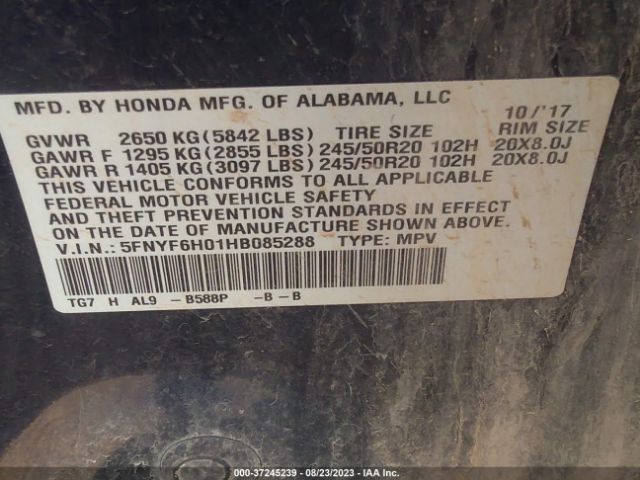 MFD. BY HONDA MFG. OF ALABAMA, LLC 10/'17
GVWR 2650 KG (5842 LBS) TIRE SIZE RIM SIZE
GAWR F 1295 KG (2855 LBS) 245/50R20 102H 20X8.0J
GAWR R 1405 KG (3097 LBS) 245/50R20 102H 20X8.0J
THIS VEHICLE CONFORMS TO ALL APPLICABLE
FEDERAL MOTOR VEHICLE SAFETY
AND THEFT PREVENTION STANDARDS IN EFFECT
ON THE DATE OF MANUFACTURE SHOWN ABOVE.
V.I.N.: 5FNYF6H01HB085288 TYPE: MPV
TG7 H AL9 -B588P -B-B
000-37245239 - 08/23/2023 - IAA Inc.